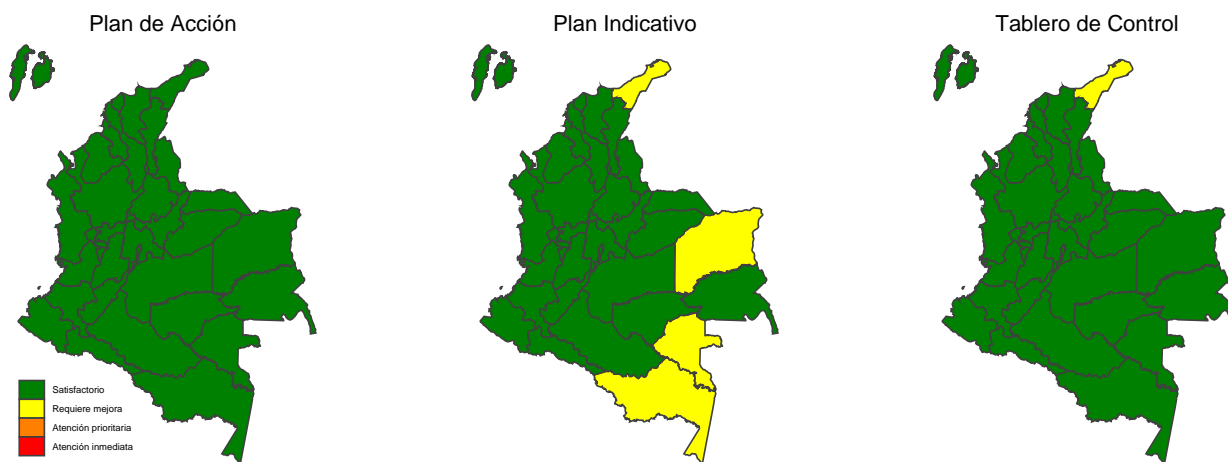 Plan de Acción
Plan Indicativo
Tablero de Control
Satisfactorio
Requiere mejora
Atención prioritaria
Atención inmediata